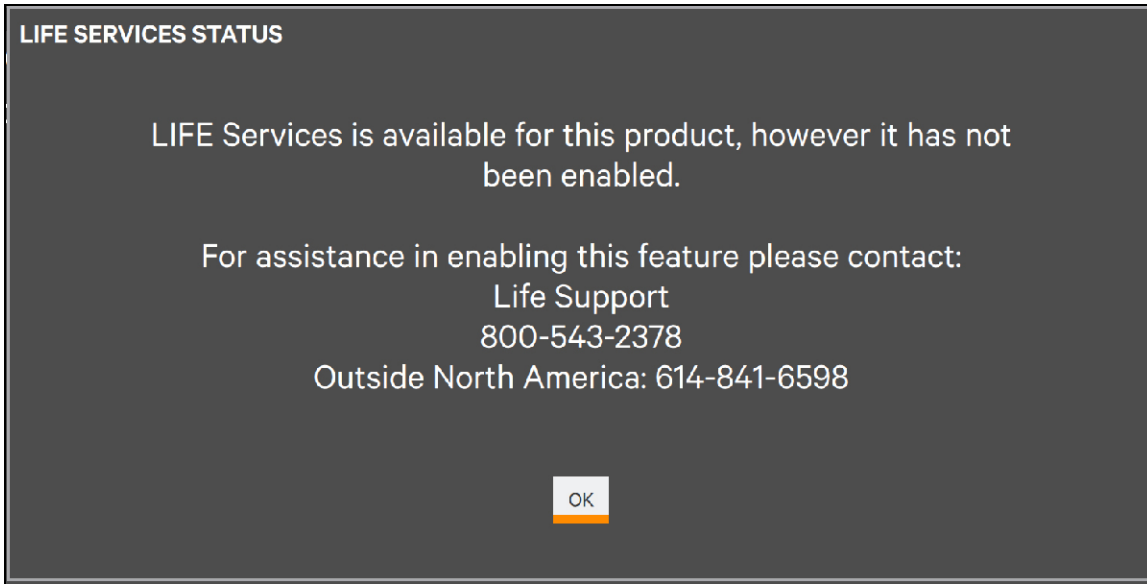 LIFE SERVICES STATUS
LIFE Services is available for this product, however it has not
been enabled.
For assistance in enabling this feature please contact:
Life Support
800-543-2378
Outside North America: 614-841-6598
OK